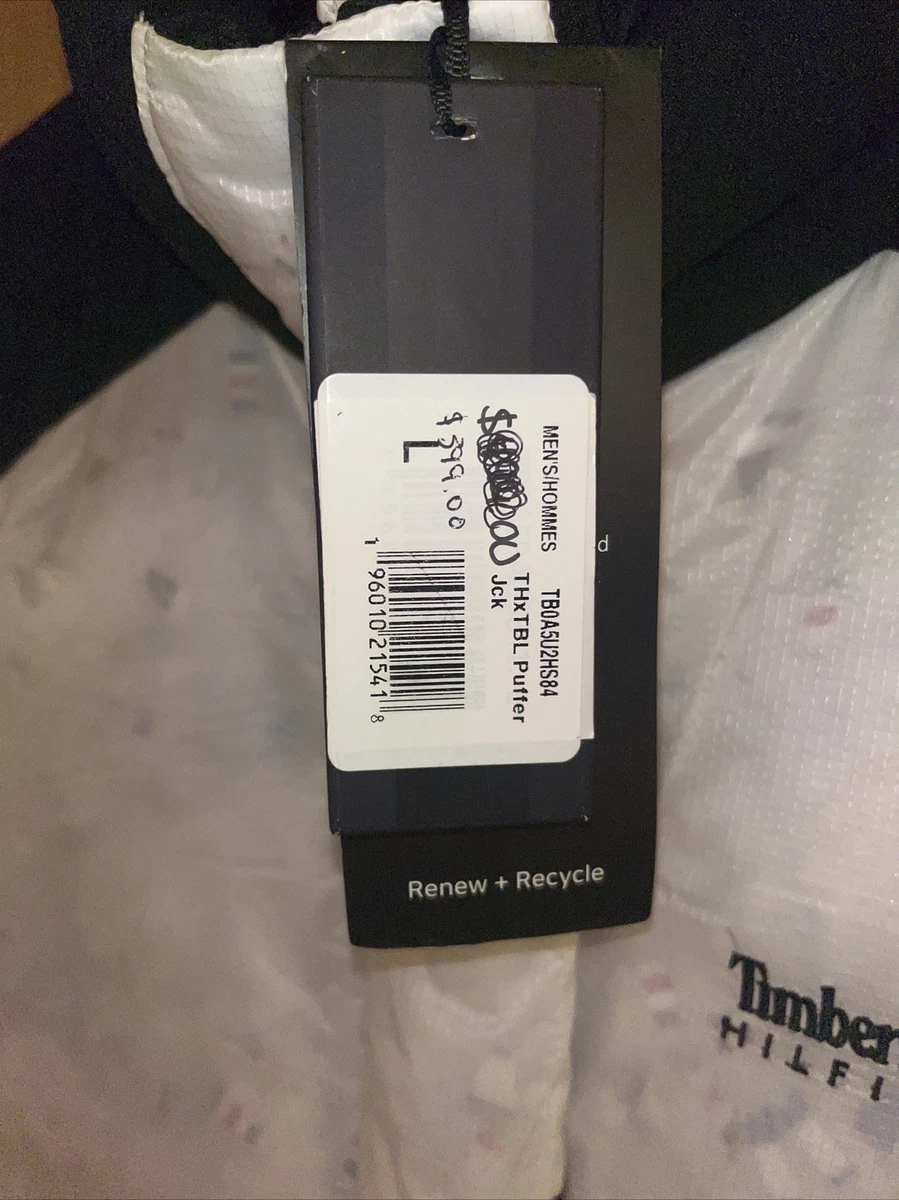 MEN'S/HOMMES TB0A5U2HS84
THxTBL Puffer
Jck
$
$399.00
L
1 96010 21541 8
d
Renew + Recycle
Timber
HILFI